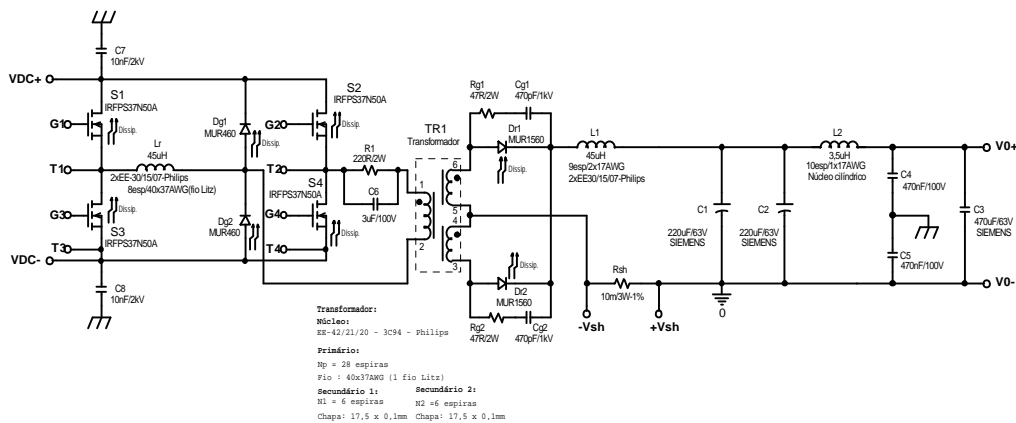 C7
10nF/2kV
VDC+
S1
IRFPS37N50A
G1
Dissip.
Dg1
MUR460
Dissip.
S2
IRFPS37N50A
G2
Dissip.
Lr
45uH
T1
2xEE-30/15/07-Philips
8esp/40x37AWG(fio Litz)
T2
R1
220R/2W
C6
3uF/100V
G3
Dissip.
S3
IRFPS37N50A
T3
VDC-
Dg2
MUR460
Dissip.
S4
IRFPS37N50A
G4
Dissip.
T4
C8
10nF/2kV
TR1
Transformador
1
2
6
5
4
3
Rg1
47R/2W
Cg1
470pF/1kV
Dr1
MUR1560
Dissip.
Dissip.
Dr2
MUR1560
Rg2
47R/2W
Cg2
470pF/1kV
L1
45uH
9esp/2x17AWG
2xEE-30/15/07-Philips
L2
3,5uH
10esp/1x17AWG
Núcleo cilíndrico
V0+
C1
220uF/63V
SIEMENS
C2
220uF/63V
SIEMENS
C4
470nF/100V
C3
470uF/63V
SIEMENS
C5
470nF/100V
V0-
Rsh
10m/3W-1%
-Vsh
+Vsh
0
Transformador:
Núcleo:
EE-42/21/20 - 3C94 - Philips
Primário:
Np = 28 espiras
Fio : 40x37AWG (1 fio Litz)
Secundário 1:
N1 = 6 espiras
Chapa: 17,5 x 0,1mm
Secundário 2:
N2 =6 espiras
Chapa: 17,5 x 0,1mm